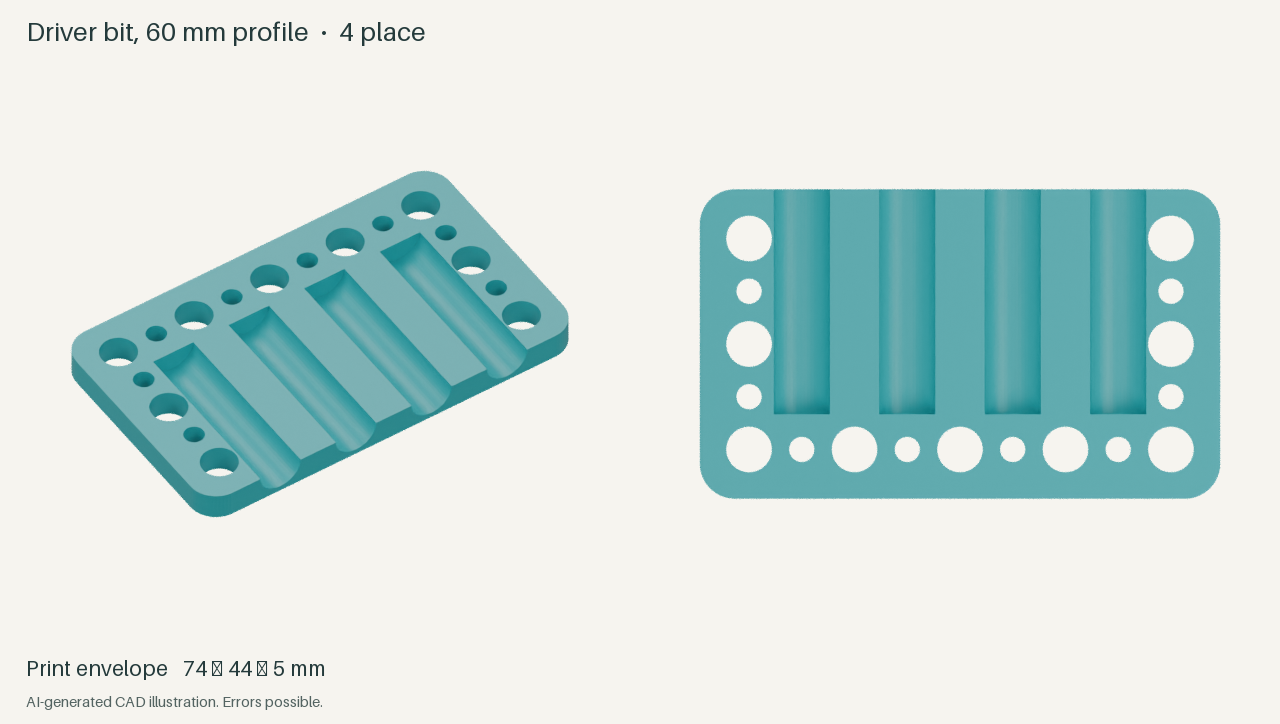 Driver bit, 60 mm profile · 4 place
Print envelope 74 44 5 mm
AI-generated CAD illustration. Errors possible.